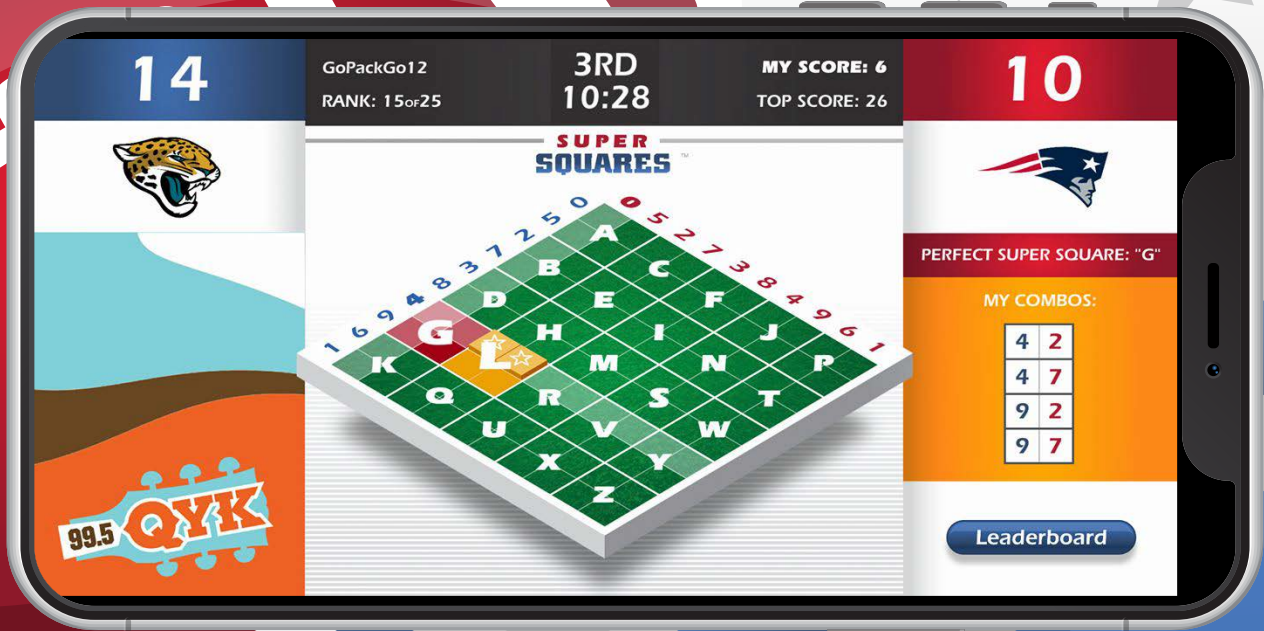 14
GoPackGo12
RANK: 15OF25
3RD
10:28
MY SCORE: 6
TOP SCORE: 26
10
SUPER
SQUARES™
PERFECT SUPER SQUARE: "G"
MY COMBOS:
4 2
4 7
9 2
9 7
1 6 9 4 8 3 7 2 5 0
0 5 2 7 3 8 4 9 6 1
A
B C
D E F
G H I J
K L M N P
Q R S T
U V W
X Y
Z
99.5 QYK
Leaderboard